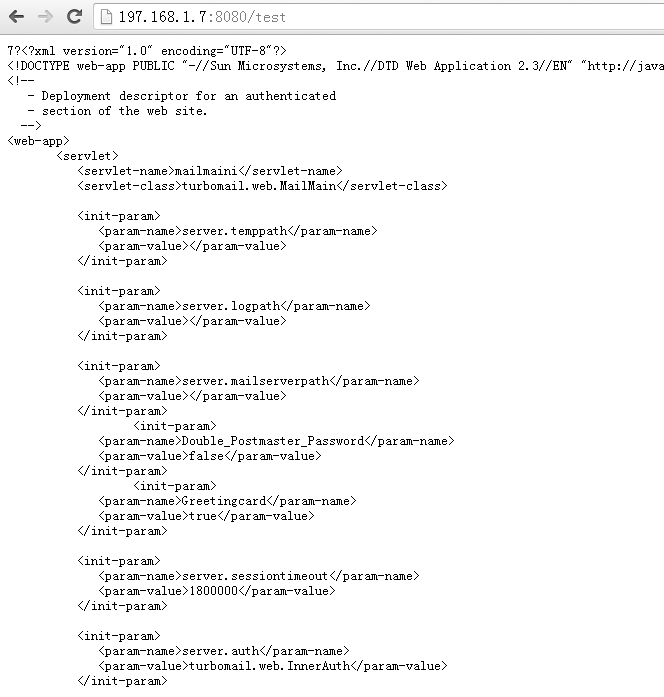 197.168.1.7:8080/test
7?<?xml version="1.0" encoding="UTF-8"?>
<!DOCTYPE web-app PUBLIC "-//Sun Microsystems, Inc.//DTD Web Application 2.3//EN" "http://java
<!--
- Deployment descriptor for an authenticated
- section of the web site.
-->
<web-app>
<servlet>
<servlet-name>mailmaini</servlet-name>
<servlet-class>turbomail.web.MailMain</servlet-class>
<init-param>
<param-name>server.temppath</param-name>
<param-value></param-value>
</init-param>
<init-param>
<param-name>server.logpath</param-name>
<param-value></param-value>
</init-param>
<init-param>
<param-name>server.mailserverpath</param-name>
<param-value></param-value>
</init-param>
<init-param>
<param-name>Double_Postmaster_Password</param-name>
<param-value>false</param-value>
</init-param>
<init-param>
<param-name>Greetingcard</param-name>
<param-value>true</param-value>
</init-param>
<init-param>
<param-name>server.sessiontimeout</param-name>
<param-value>1800000</param-value>
</init-param>
<init-param>
<param-name>server.auth</param-name>
<param-value>turbomail.web.InnerAuth</param-value>
</init-param>